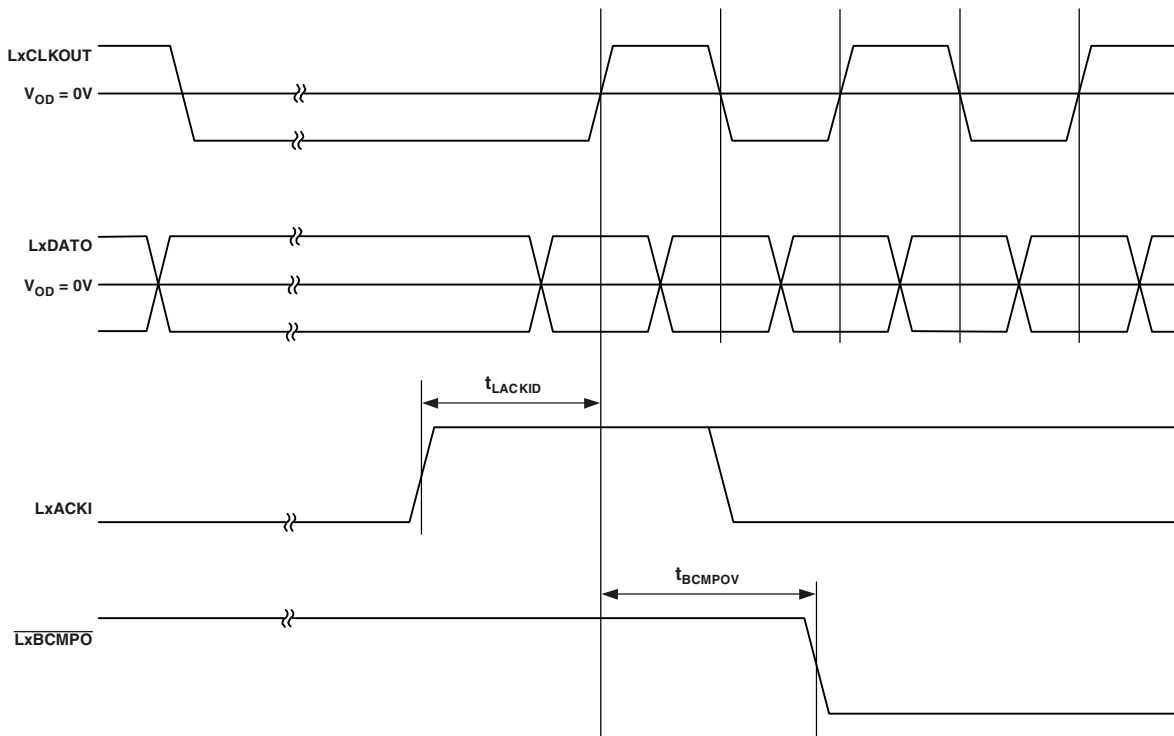 LxCLKOUT
VOD = 0V
LxDATO
VOD = 0V
tLACKID
LxACKI
tBCMPOV
LxBCMPO